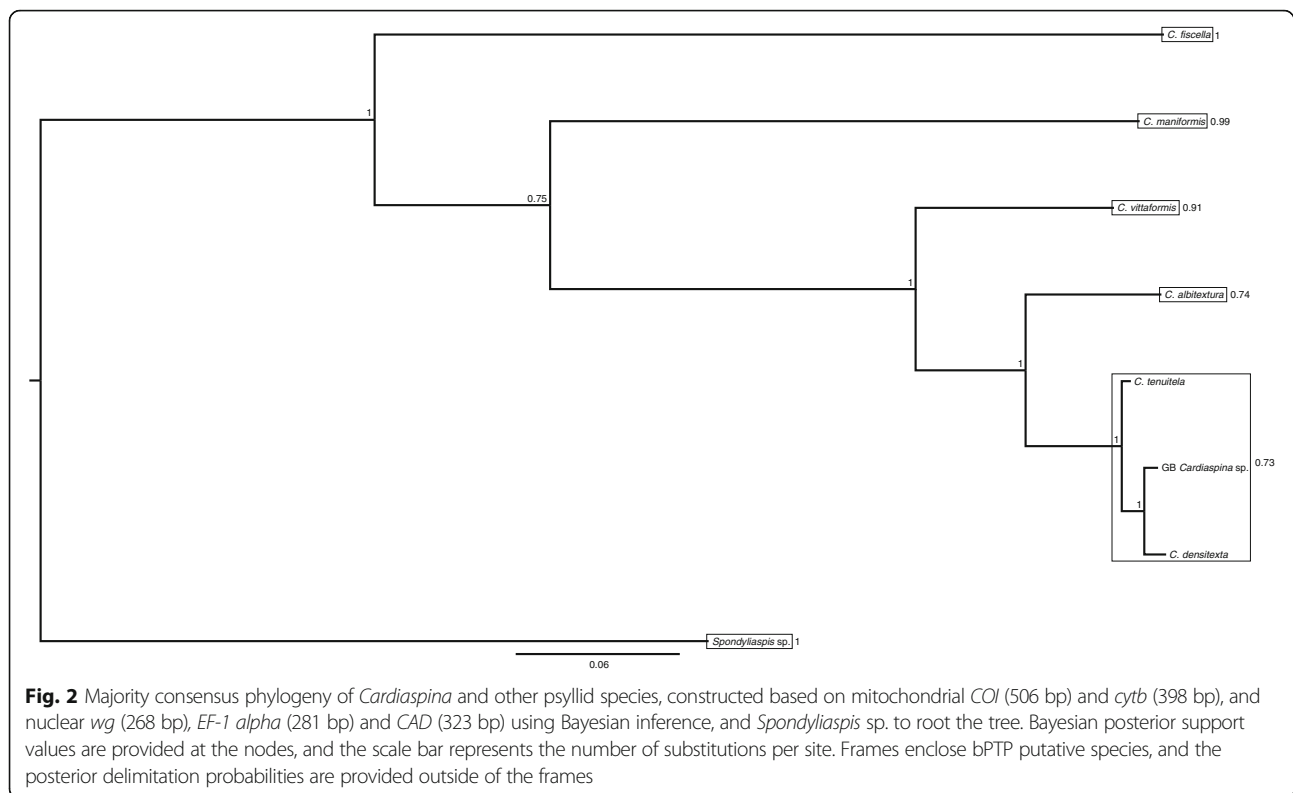 C. fiscella 1
1
C. maniformis 0.99
0.75
C. vittaformis 0.91
1
C. albitextura 0.74
1
C. tenuitela
1
GB Cardiaspina sp. 0.73
1
C. densitexta
Spondyliaspis sp. 1
0.06
Fig. 2 Majority consensus phylogeny of Cardiaspina and other psyllid species, constructed based on mitochondrial COI (506 bp) and cytb (398 bp), and
nuclear wg (268 bp), EF-1 alpha (281 bp) and CAD (323 bp) using Bayesian inference, and Spondyliaspis sp. to root the tree. Bayesian posterior support
values are provided at the nodes, and the scale bar represents the number of substitutions per site. Frames enclose bPTP putative species, and the
posterior delimitation probabilities are provided outside of the frames